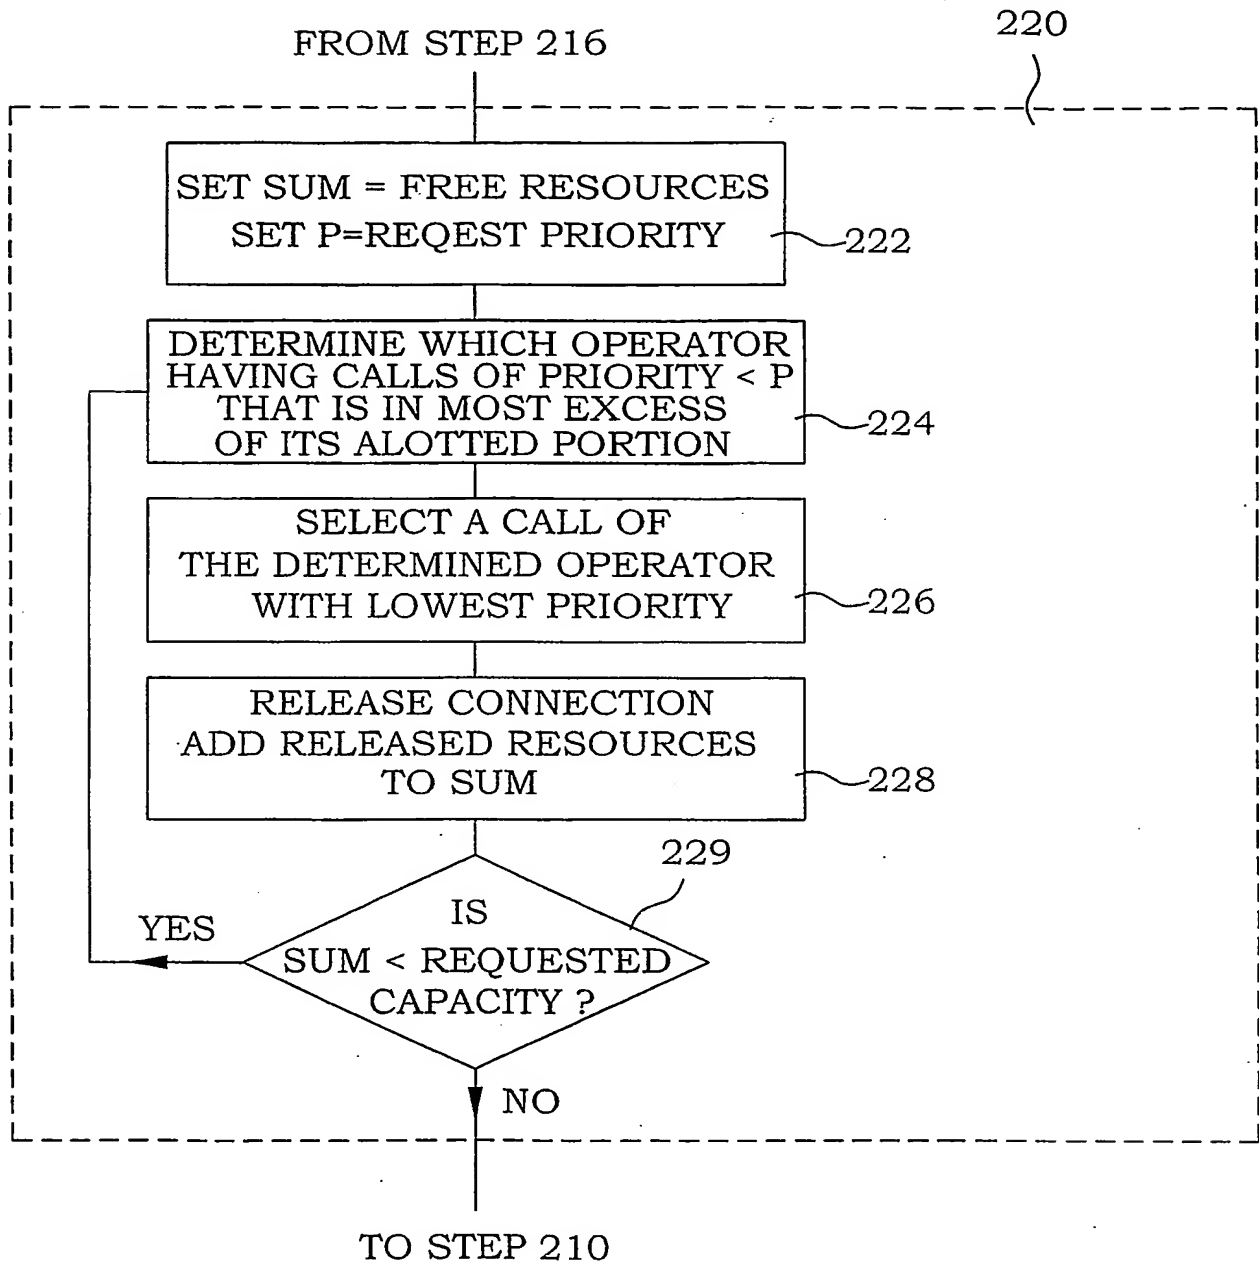 220
FROM STEP 216
SET SUM = FREE RESOURCES
SET P=REQEST PRIORITY
222
DETERMINE WHICH OPERATOR
HAVING CALLS OF PRIORITY < P
THAT IS IN MOST EXCESS
OF ITS ALOTTED PORTION
224
SELECT A CALL OF
THE DETERMINED OPERATOR
WITH LOWEST PRIORITY
226
RELEASE CONNECTION
ADD RELEASED RESOURCES
TO SUM
228
229
IS
SUM < REQUESTED
CAPACITY ?
YES
NO
TO STEP 210